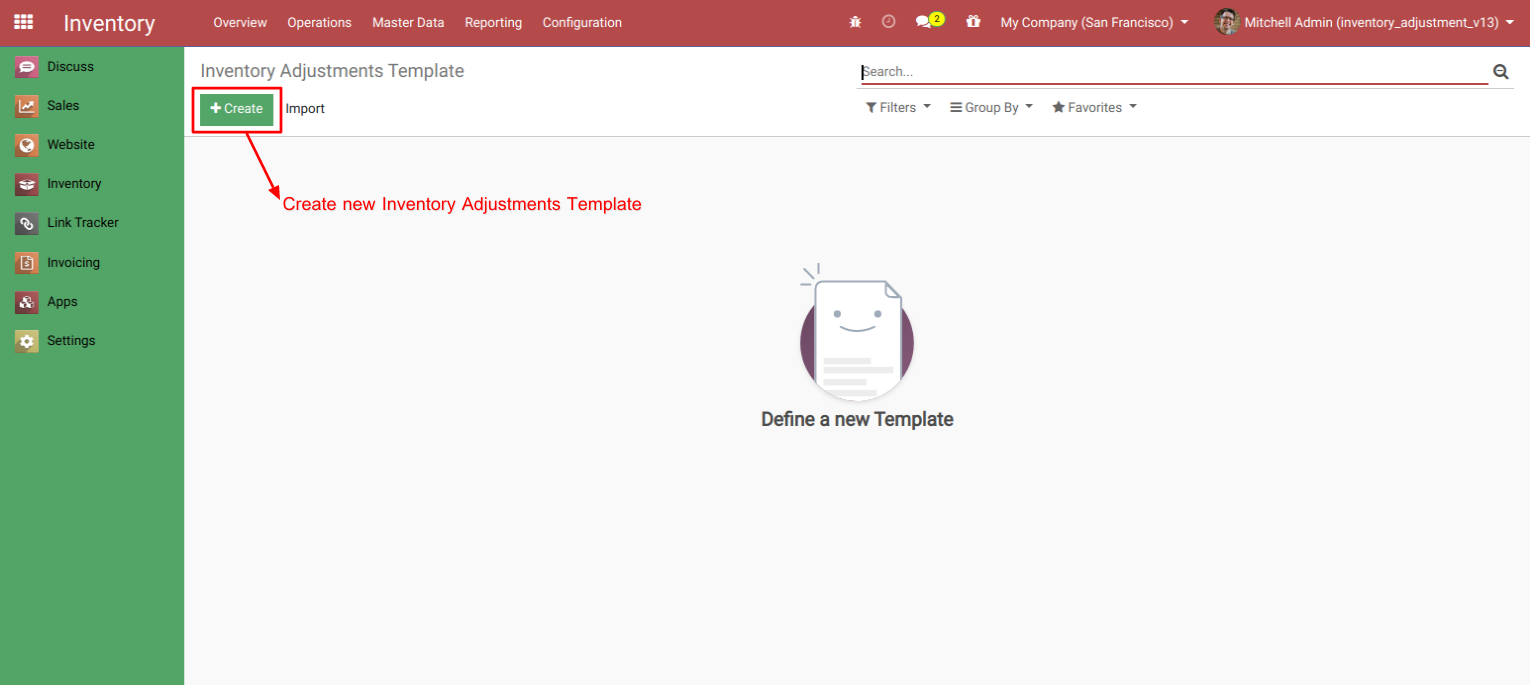 Inventory Overview Operations Master Data Reporting Configuration 2 My Company (San Francisco) Mitchell Admin (inventory_adjustment_v13)
Discuss
Sales
Website
Inventory
Link Tracker
Invoicing
Apps
Settings
Inventory Adjustments Template
Search...
Create Import
Filters Group By Favorites
Create new Inventory Adjustments Template
Define a new Template